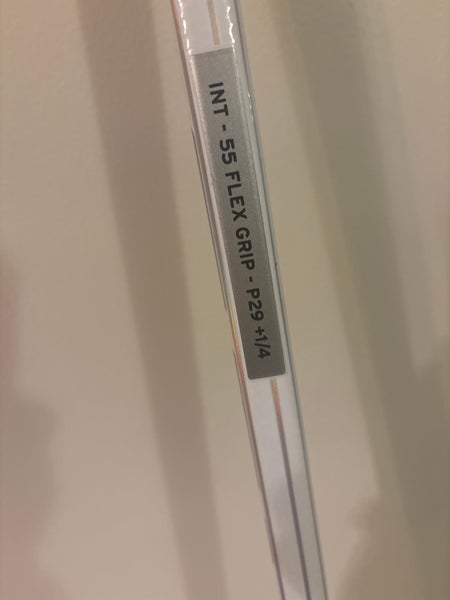 INT - 55 FLEX GRIP - P29 +1/4